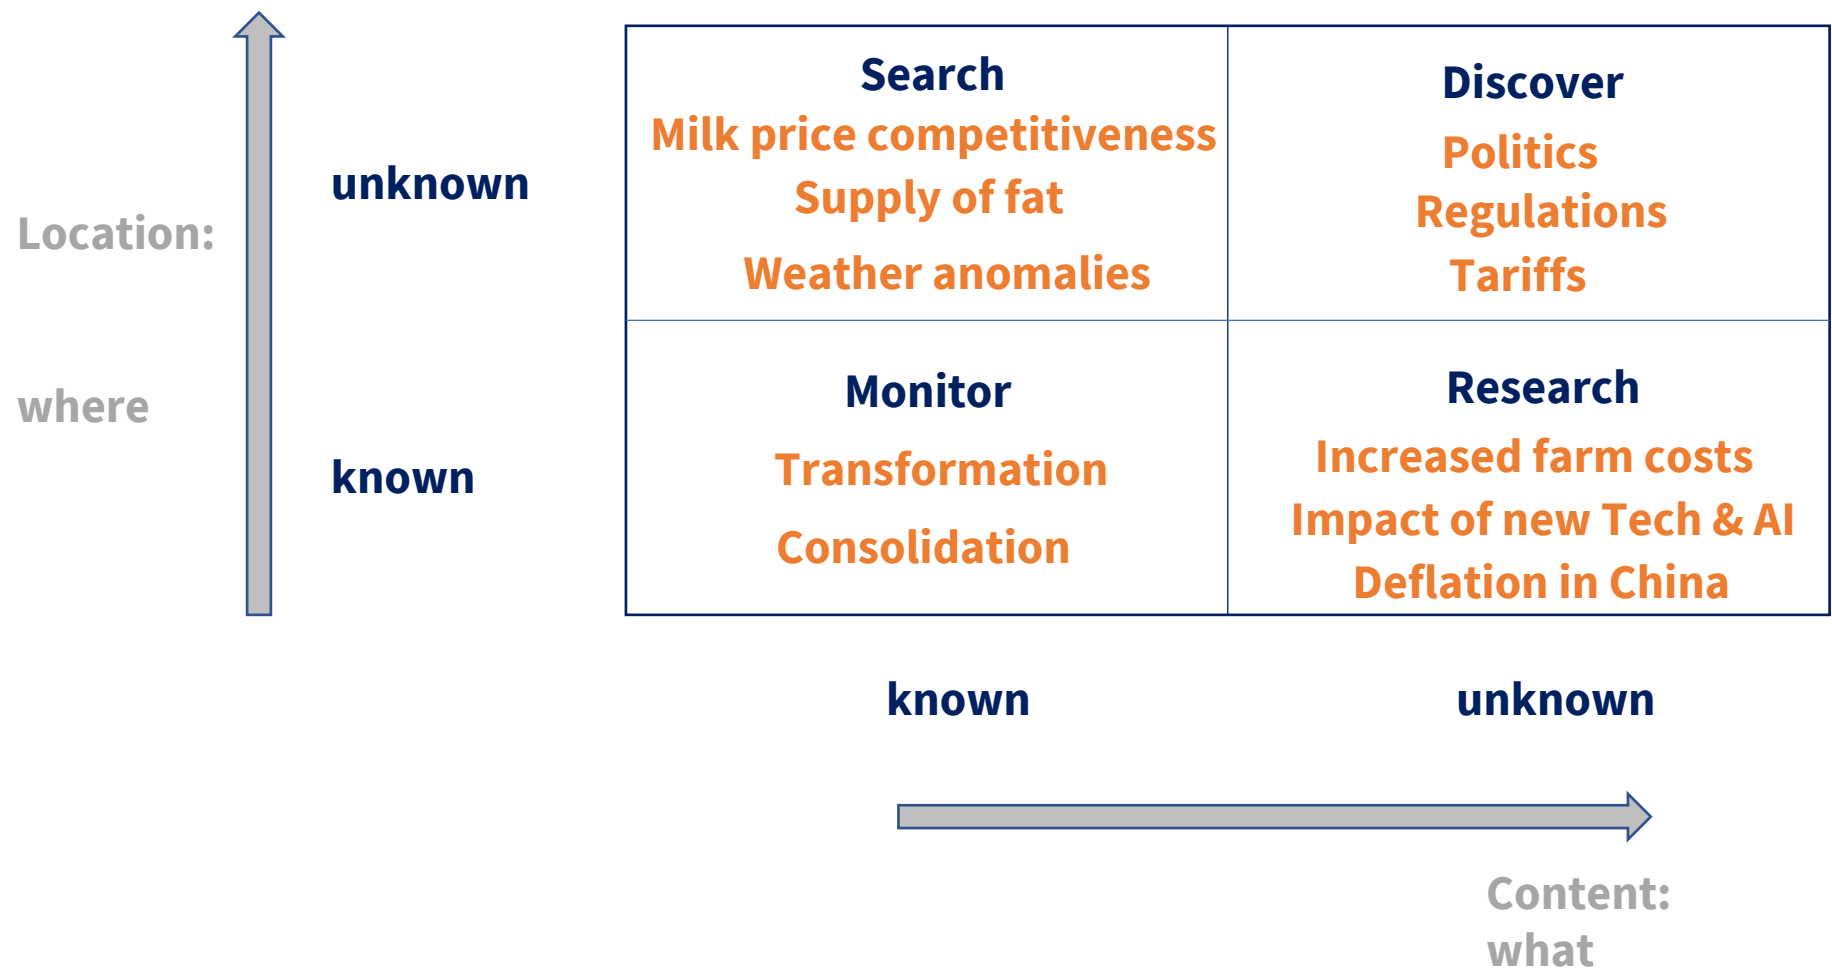 Location:
where
unknown
known
Search
Milk price competitiveness
Supply of fat
Weather anomalies
Discover
Politics
Regulations
Tariffs
Monitor
Transformation
Consolidation
Research
Increased farm costs
Impact of new Tech & AI
Deflation in China
known
unknown
Content:
what